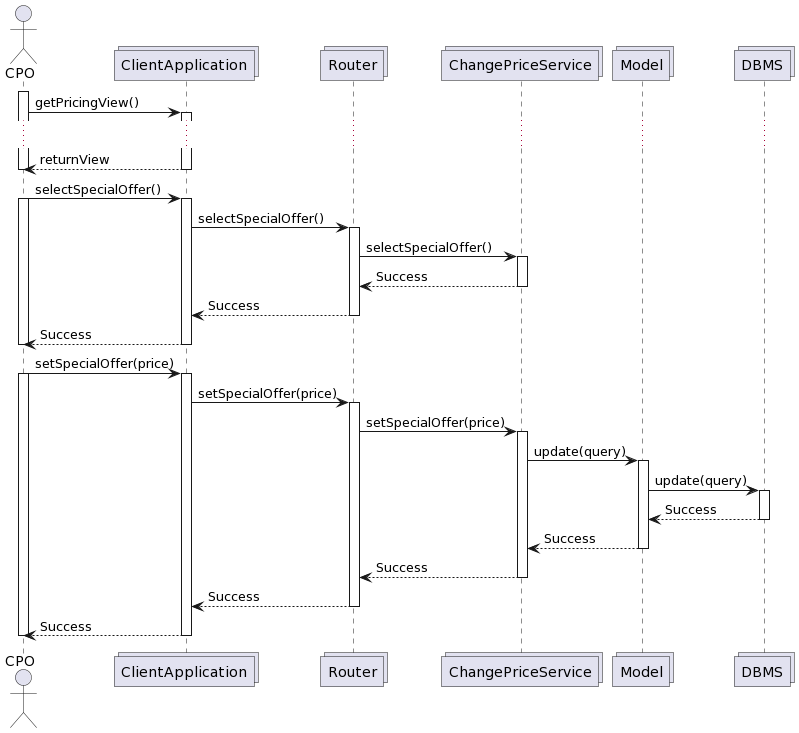 CPO
ClientApplication
Router
ChangePriceService
Model
DBMS
getPricingView()
returnView
selectSpecialOffer()
selectSpecialOffer()
selectSpecialOffer()
Success
Success
Success
setSpecialOffer(price)
setSpecialOffer(price)
setSpecialOffer(price)
update(query)
update(query)
Success
Success
Success
Success
Success
CPO
ClientApplication
Router
ChangePriceService
Model
DBMS